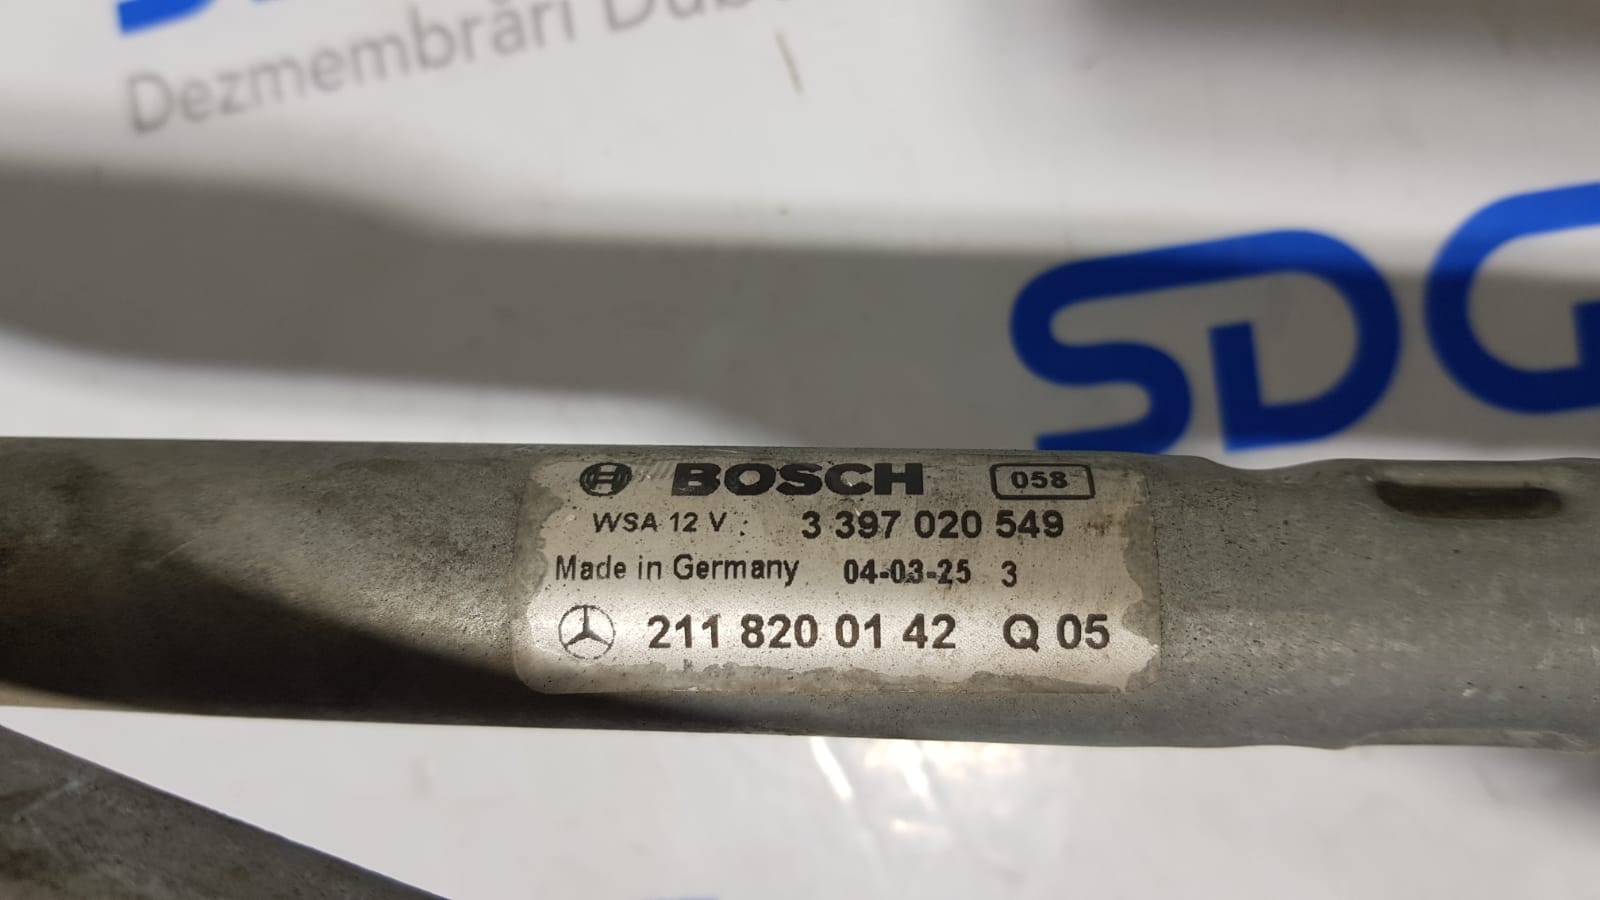 Dezmembrări Dub
SD
BOSCH 058
WSA 12 V : 3 397 020 549
Made in Germany 04-03-25 3
211 820 01 42 Q 05